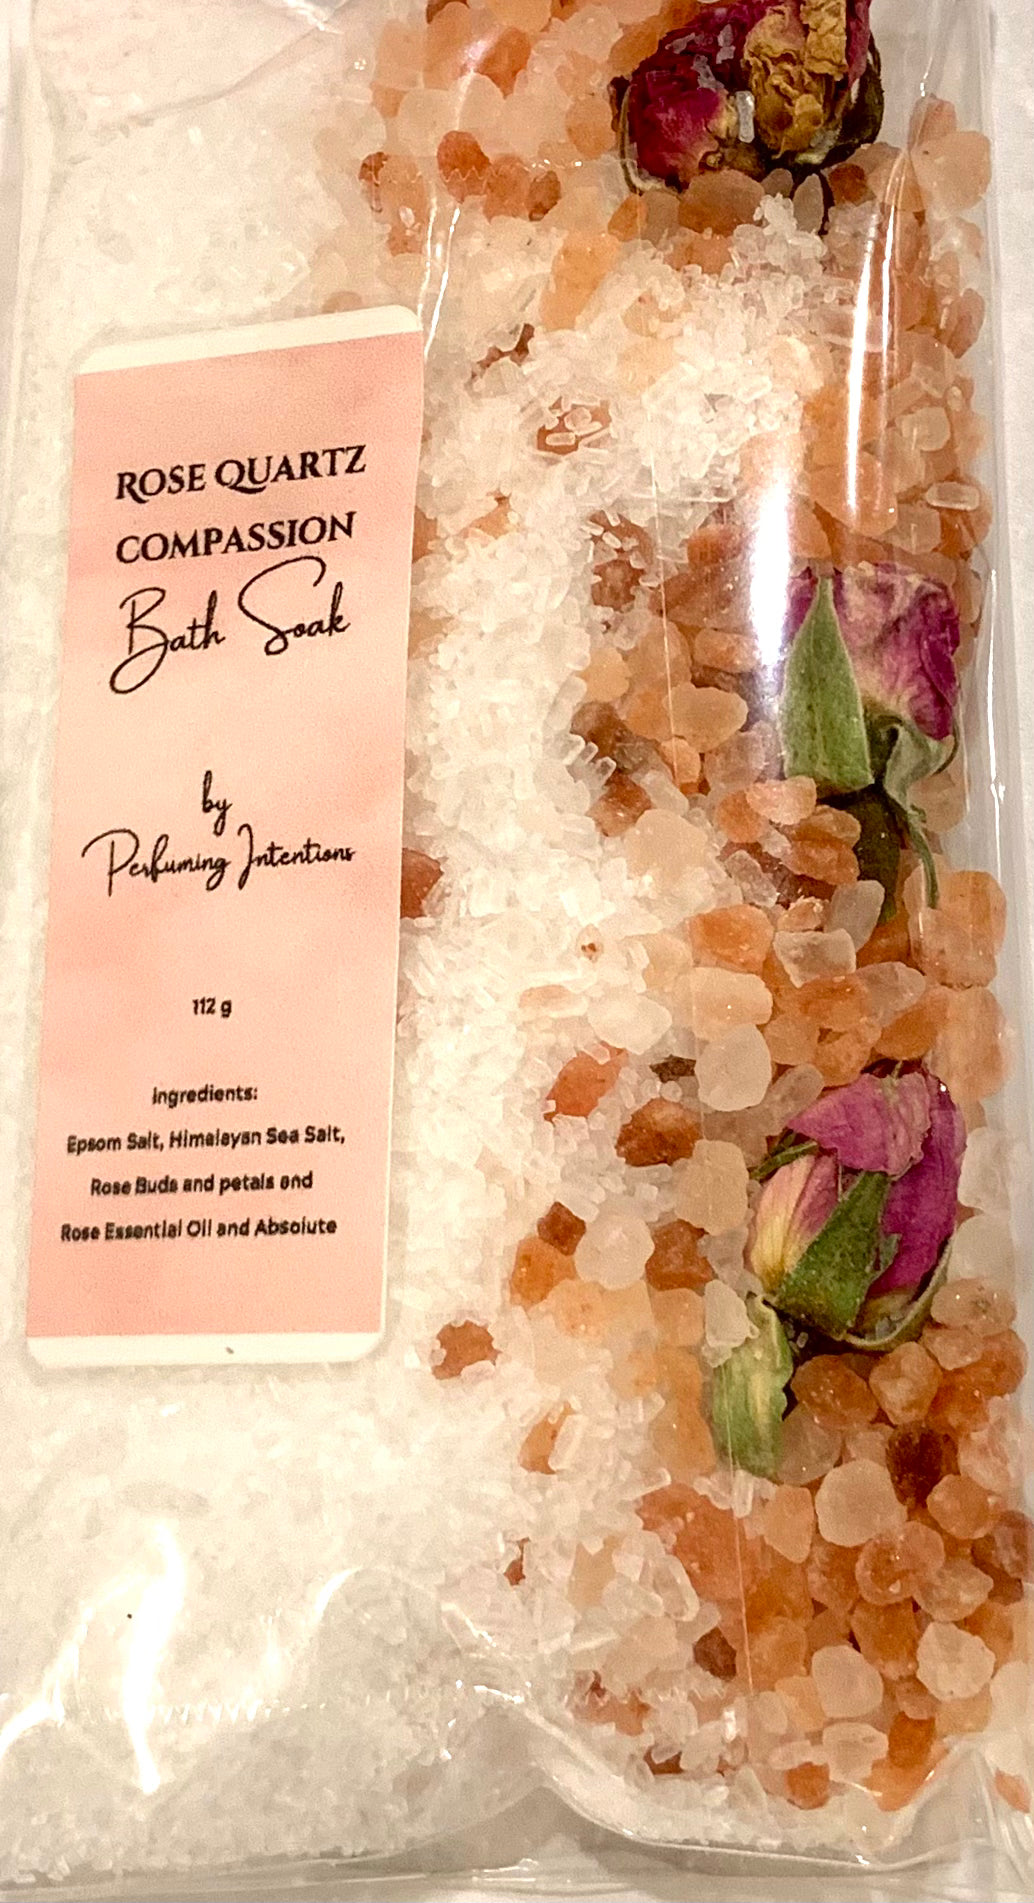 ROSE QUARTZ
COMPASSION
Bath Soak
by
Perfuming Intentions
112 g
Ingredients:
Epsom Salt, Himalayan Sea Salt,
Rose Buds and petals and
Rose Essential Oil and Absolute